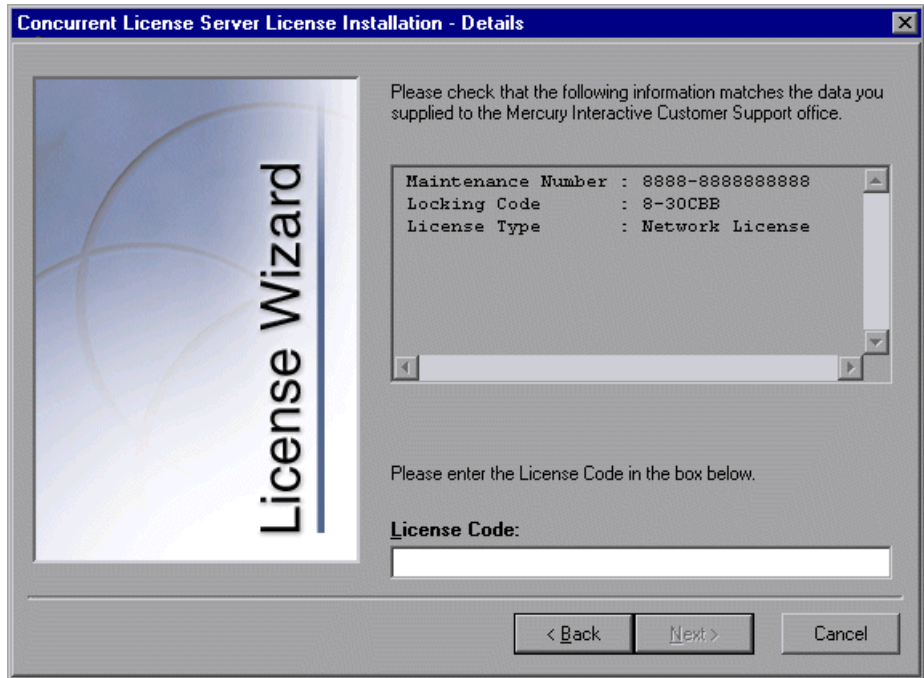 Concurrent License Server License Installation - Details
License Wizard
Please check that the following information matches the data you
supplied to the Mercury Interactive Customer Support office.
Maintenance Number : 8888-8888888888
Locking Code : 8-30CBB
License Type : Network License
Please enter the License Code in the box below.
License Code:
< Back
Next >
Cancel